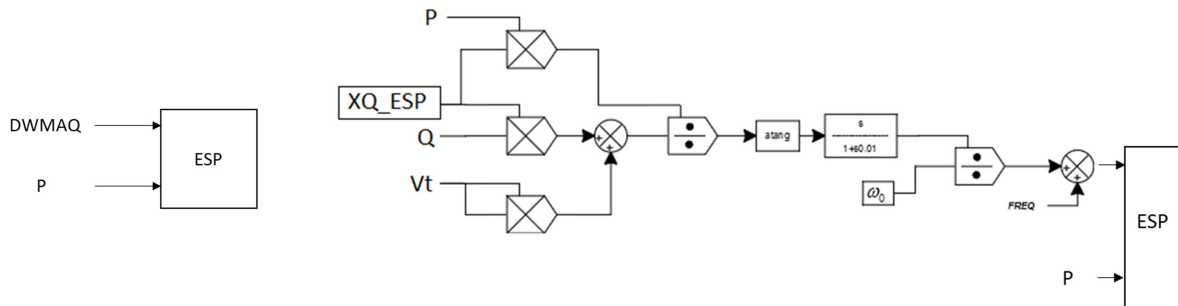 DWMAQ
P
ESP
P
XQ_ESP
Q
Vt
+
+
atang
s
1+s0.01
ω0
+
+
FREQ
P
ESP